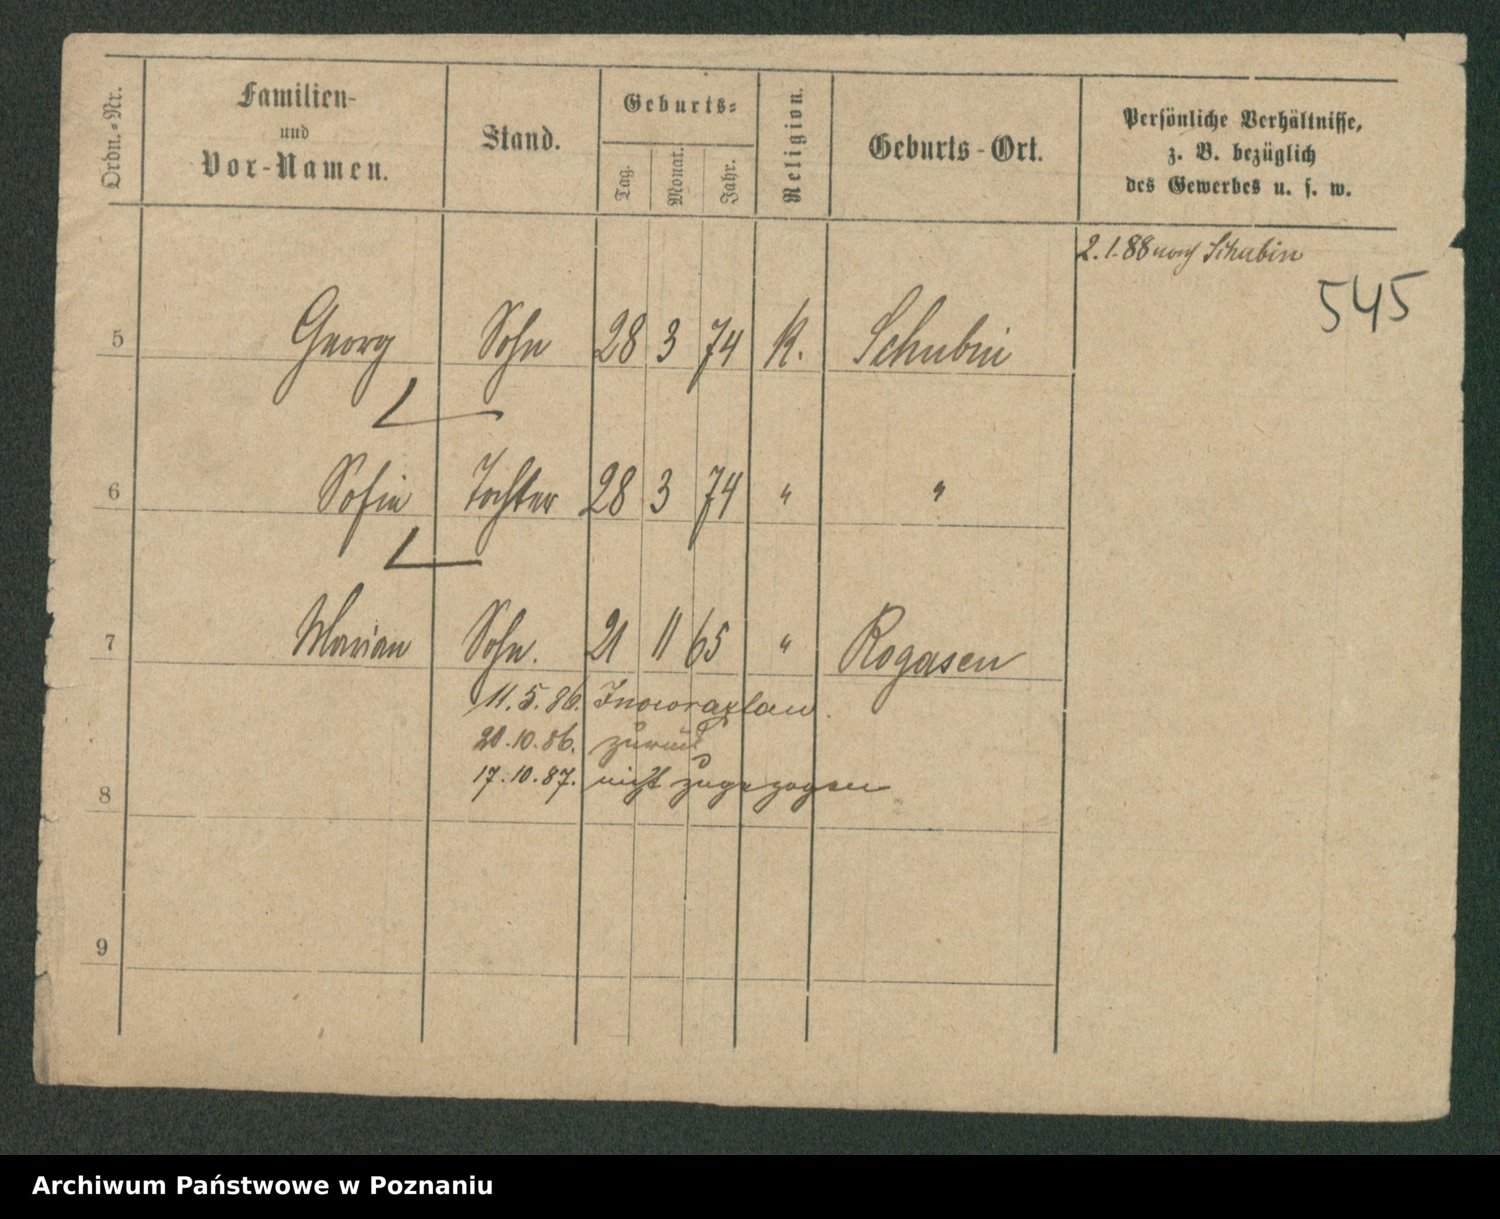 Ordn.-Nr.
Familien-
und
Vor-Namen.
Stand.
Geburts-
Tag.
Monat.
Jahr.
Religion.
Geburts-Ort.
Persönliche Verhältnisse,
z. B. bezüglich
des Gewerbes u. s. w.
2.1.88 nach Schubin
545
5 Georg Sohn 28 3 74 K. Schubin
6 Sofie Tochter 28 3 74 " "
7 Marian Sohn. 21 11 65 " Rogasen
11.5.86. Inowrazlaw.
20.10.86. zurück
17.10.87. nicht zugezogen
8
9
Archiwum Państwowe w Poznaniu